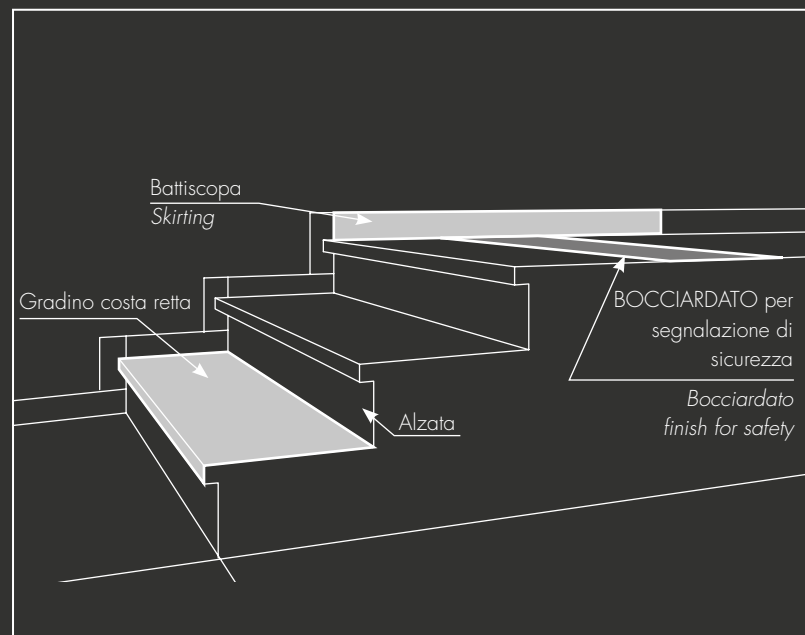 Battiscopa
Skirting
Gradino costa retta
BOCCIARDATO per
segnalazione di
sicurezza
Bocciardato
finish for safety
Alzata